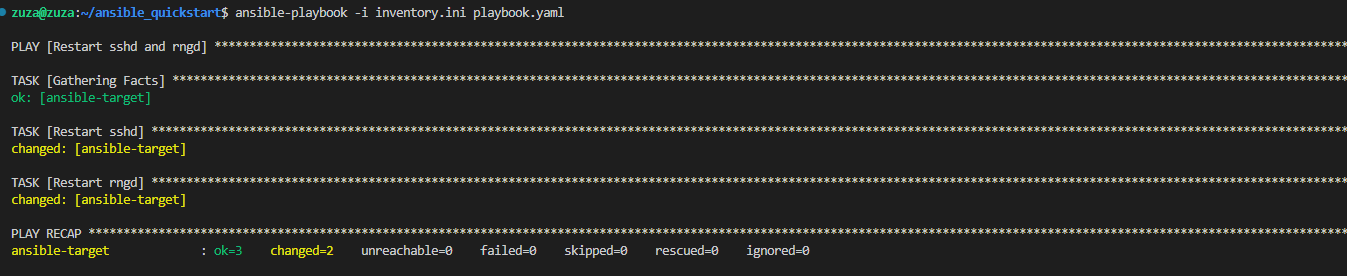 zuza@zuza:~/ansible_quickstart$ ansible-playbook -i inventory.ini playbook.yaml
PLAY [Restart sshd and rngd] ****************************************************************************************************************************************************************
TASK [Gathering Facts] **********************************************************************************************************************************************************************
ok: [ansible-target]
TASK [Restart sshd] *************************************************************************************************************************************************************************
changed: [ansible-target]
TASK [Restart rngd] *************************************************************************************************************************************************************************
changed: [ansible-target]
PLAY RECAP **********************************************************************************************************************************************************************************
ansible-target             : ok=3    changed=2    unreachable=0    failed=0    skipped=0    rescued=0    ignored=0